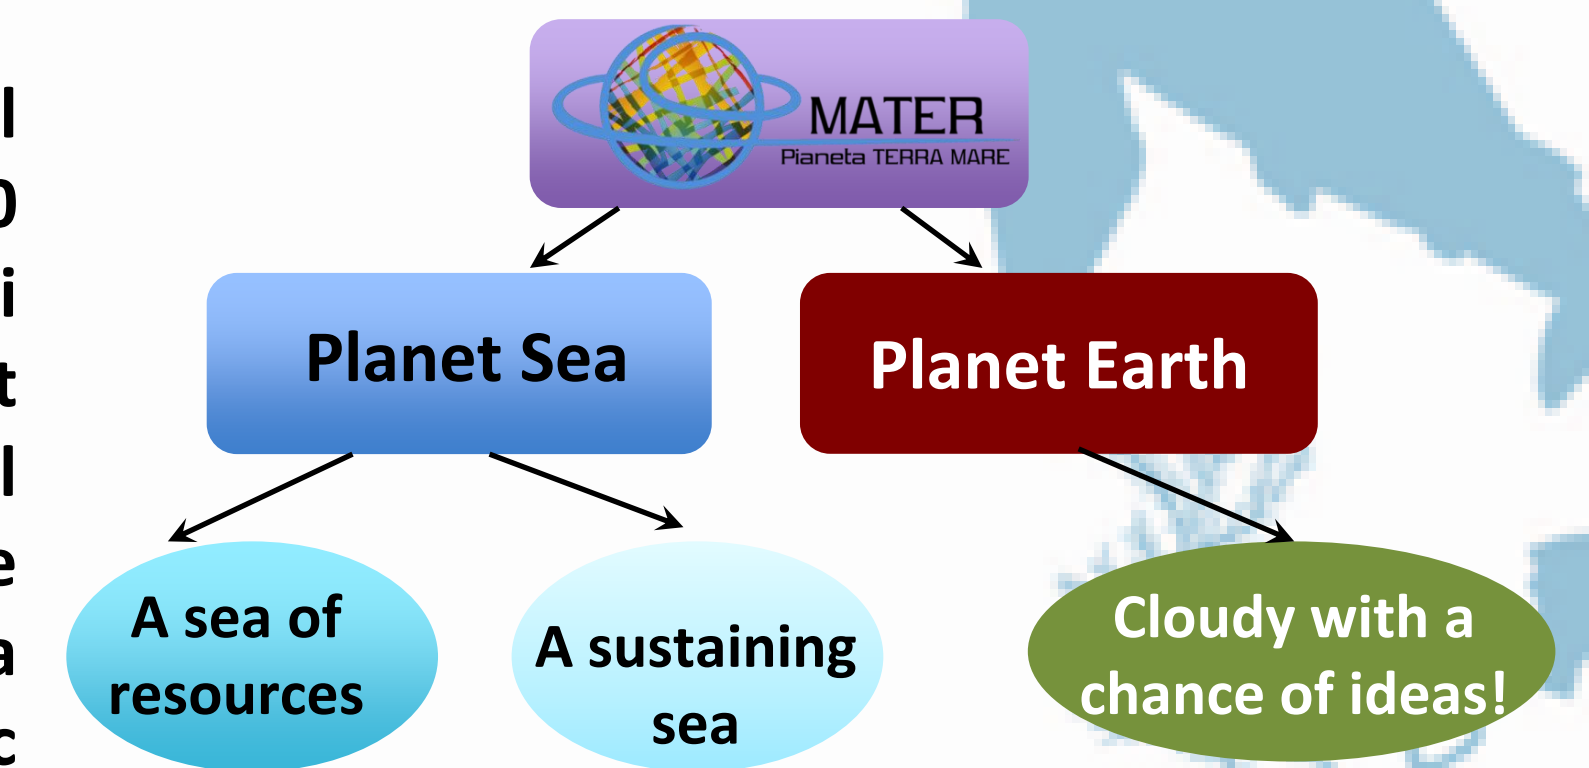 MATER
Pianeta TERRA MARE
Planet Sea
Planet Earth
A sea of
resources
A sustaining
sea
Cloudy with a
chance of ideas!
l
i
t
l
e
a
c